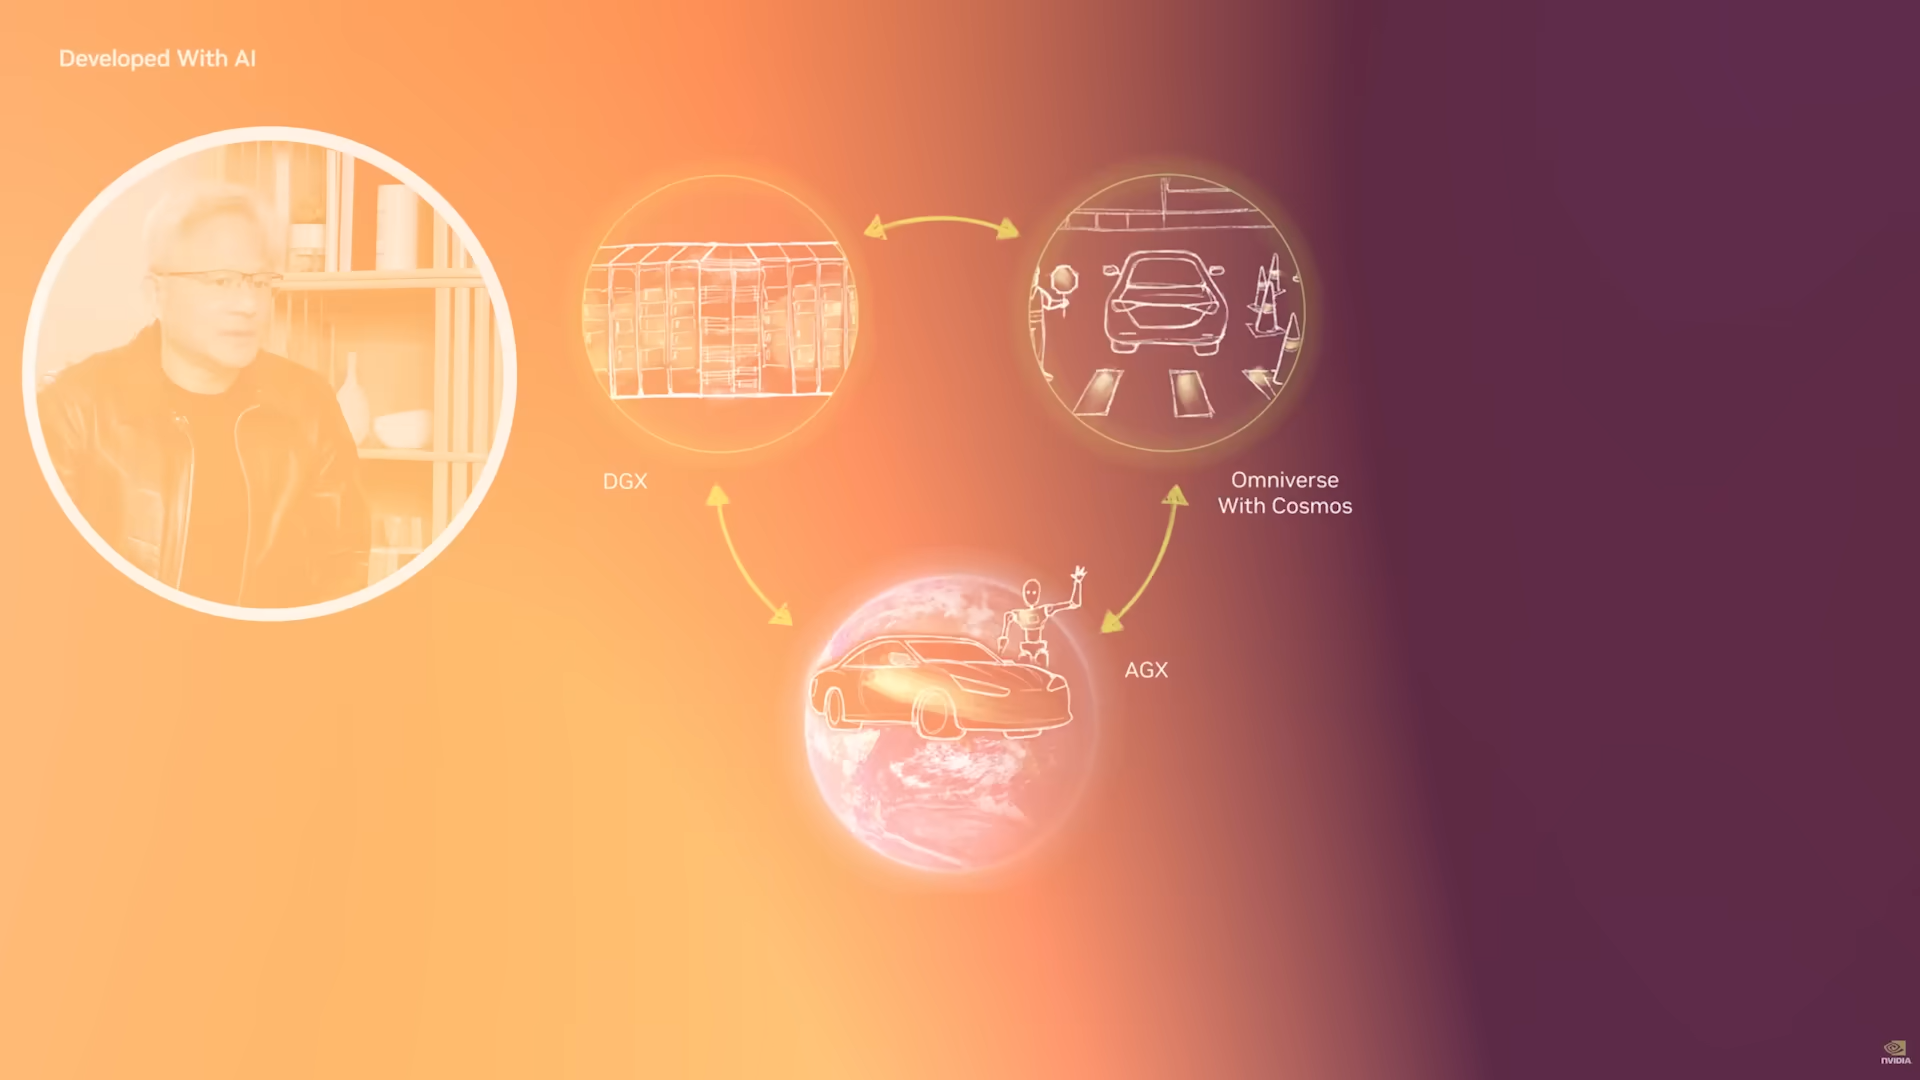 Developed With AI
DGX
Omniverse
With Cosmos
AGX
NVIDIA